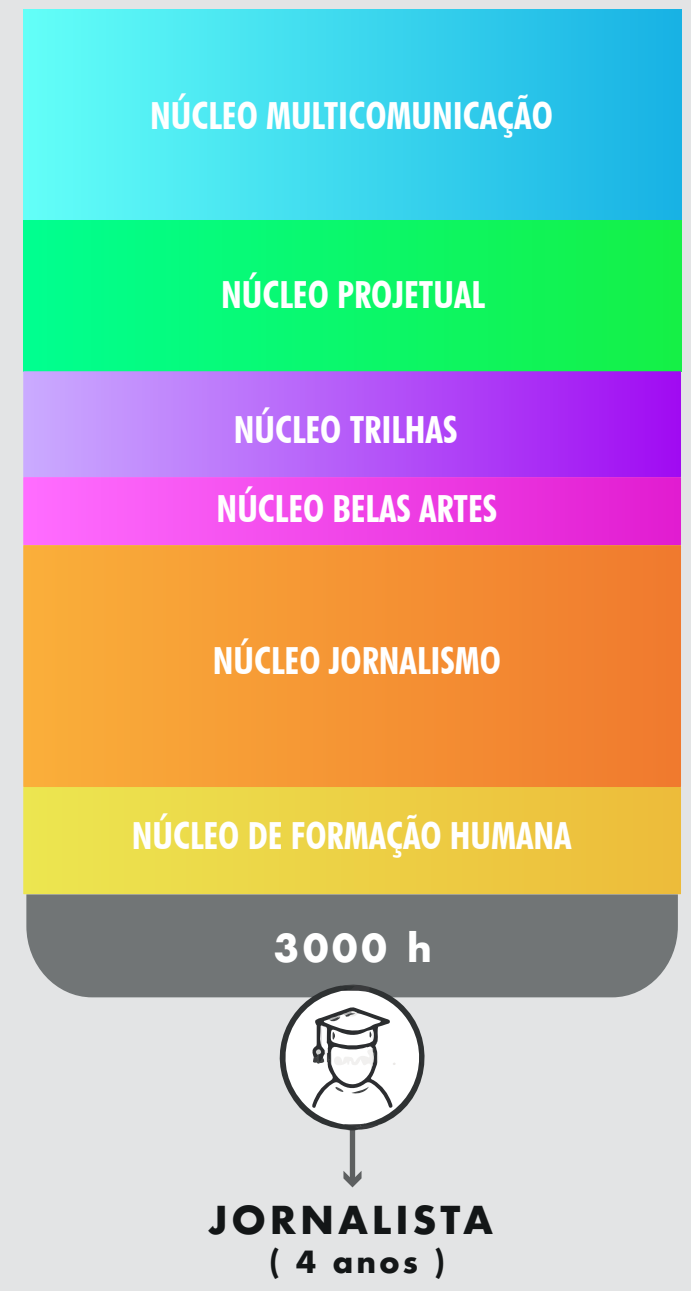 NÚCLEO MULTICOMUNICAÇÃO
NÚCLEO PROJETUAL
NÚCLEO TRILHAS
NÚCLEO BELAS ARTES
NÚCLEO JORNALISMO
NÚCLEO DE FORMAÇÃO HUMANA
3000 h
JORNALISTA
( 4 anos )